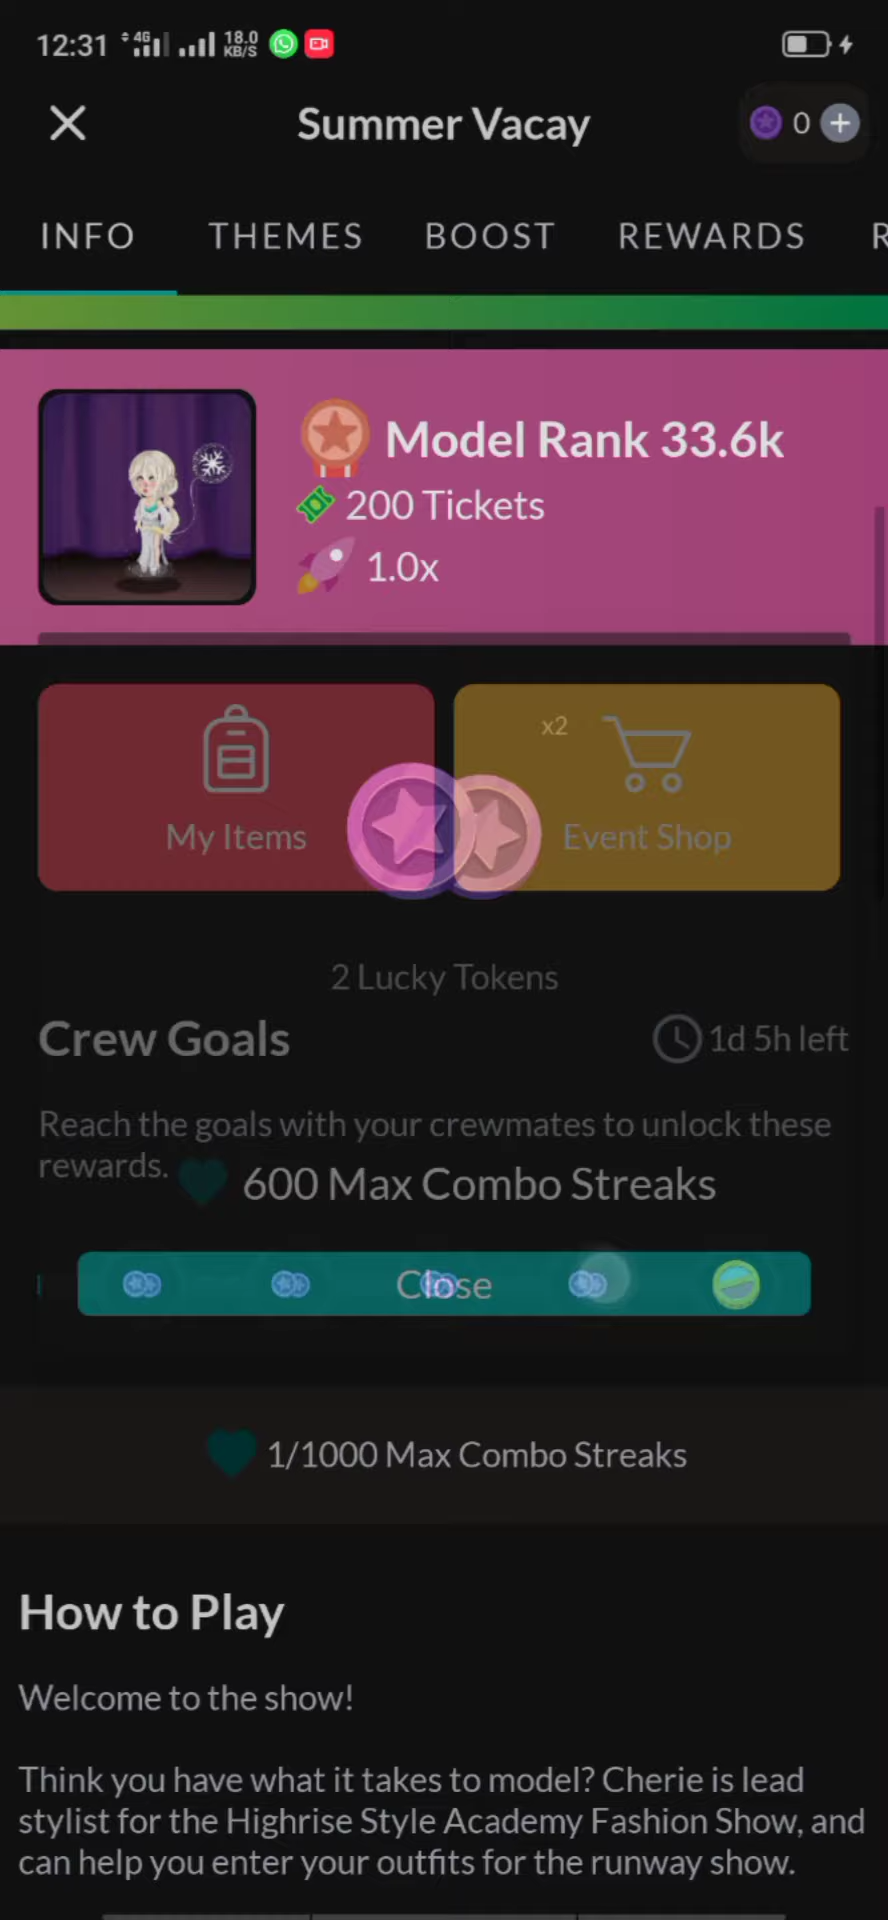 12:31 4G 18.0 KB/S
Summer Vacay 0
INFO THEMES BOOST REWARDS R
Model Rank 33.6k
200 Tickets
1.0x
x2
My Items Event Shop
2 Lucky Tokens
Crew Goals 1d 5h left
Reach the goals with your crewmates to unlock these
rewards.
600 Max Combo Streaks
Close
1/1000 Max Combo Streaks
How to Play
Welcome to the show!
Think you have what it takes to model? Cherie is lead
stylist for the Highrise Style Academy Fashion Show, and
can help you enter your outfits for the runway show.